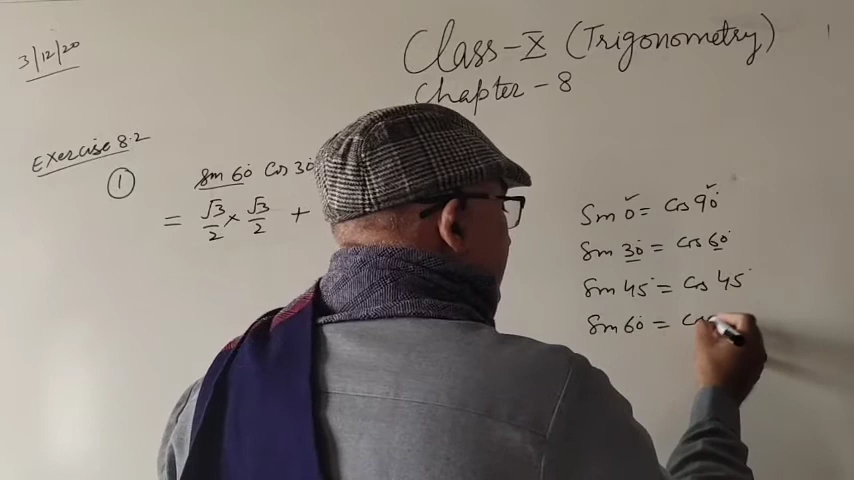 3/12/20
Class-X (Trigonometry)
Chapter-8
Exercise 8.2
① Sin 60° Cos 30
= √3/2 × √3/2 +
Sin 0° = Cos 90°
Sin 30° = Cos 60°
Sin 45° = Cos 45°
Sin 60° = Cos